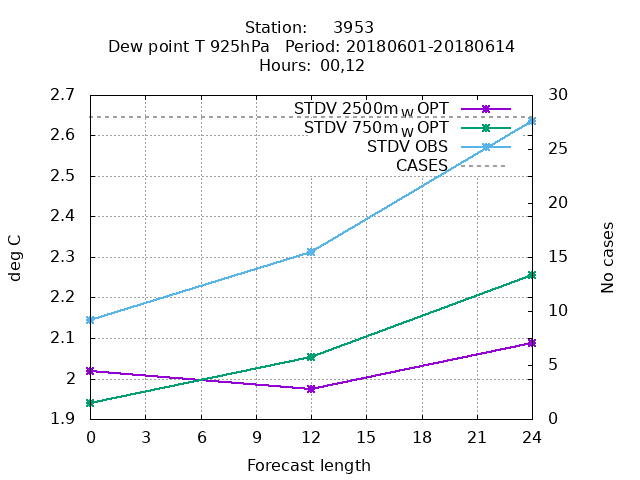 Station: 3953
Dew point T 925hPa Period: 20180601-20180614
Hours: 00,12
2.7
2.6
2.5
2.4
2.3
2.2
2.1
2
1.9
deg C
STDV 2500m W OPT
STDV 750m W OPT
STDV OBS
CASES
30
25
20
15
10
5
0
No cases
0 3 6 9 12 15 18 21 24
Forecast length